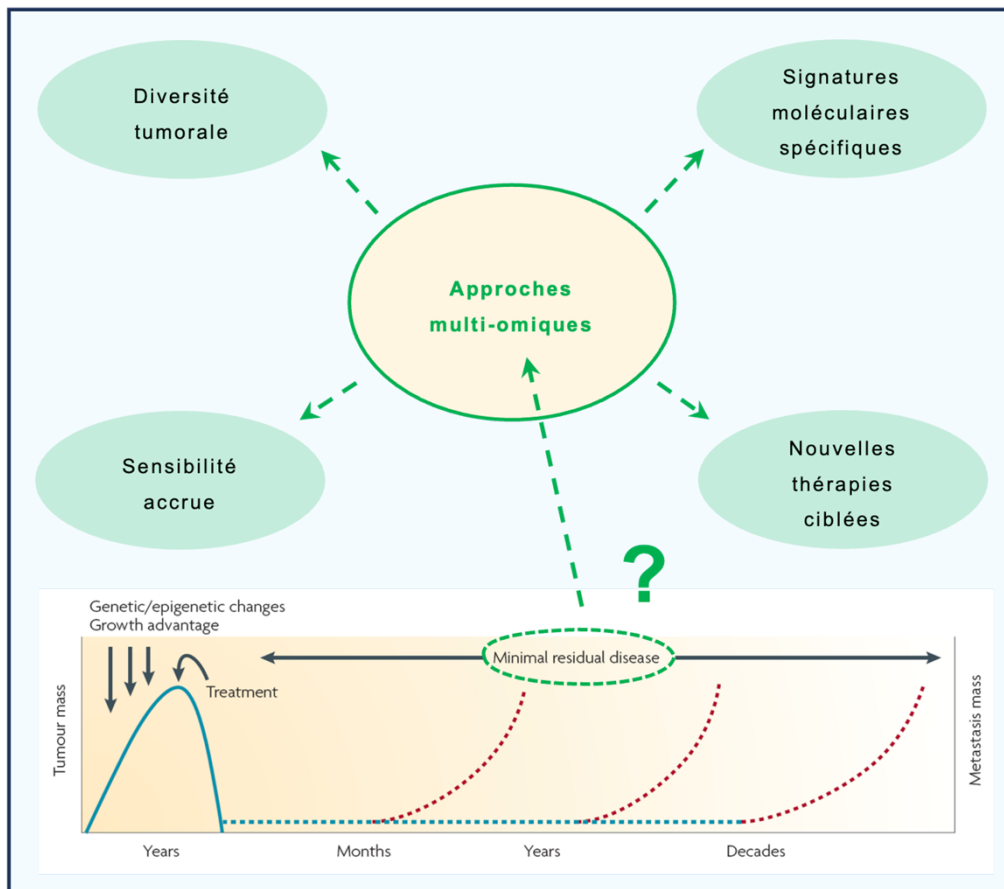 Diversité
tumorale
Signatures
moléculaires
spécifiques
Approches
multi-omiques
Sensibilité
accrue
Nouvelles
thérapies
ciblées
?
Genetic/epigenetic changes
Growth advantage
Treatment
Minimal residual disease
Tumour mass
Metastasis mass
Years
Months
Years
Decades